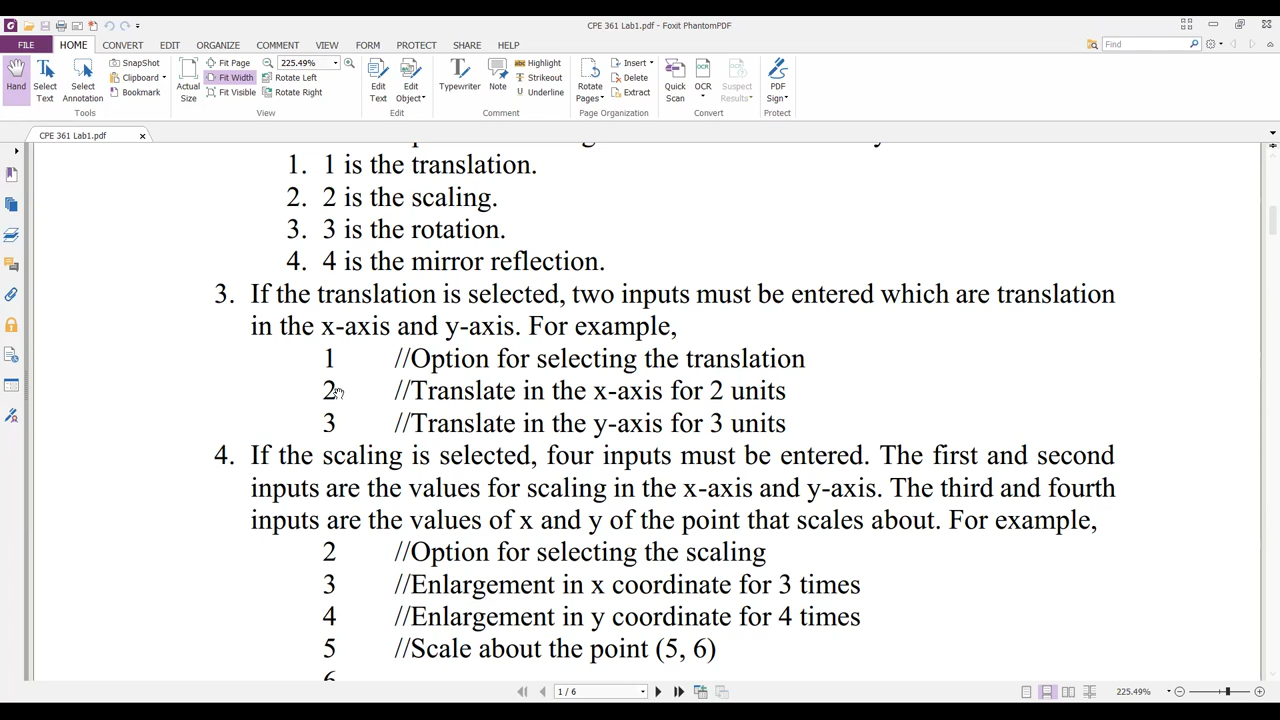 CPE 361 Lab1.pdf - Foxit PhantomPDF
FILE HOME CONVERT EDIT ORGANIZE COMMENT VIEW FORM PROTECT SHARE HELP
Find
Hand
Select Text
Select Annotation
SnapShot
Clipboard
Bookmark
Tools
Actual Size
Fit Page
Fit Width
Fit Visible
225.49%
Rotate Left
Rotate Right
View
Edit Text
Edit Object
Edit
Typewriter
Note
Highlight
Strikeout
Underline
Comment
Rotate Pages
Insert
Delete
Extract
Page Organization
Quick Scan
OCR
Suspect Results
Convert
PDF Sign
Protect
CPE 361 Lab1.pdf
1. 1 is the translation.
2. 2 is the scaling.
3. 3 is the rotation.
4. 4 is the mirror reflection.
3. If the translation is selected, two inputs must be entered which are translation
in the x-axis and y-axis. For example,
1 //Option for selecting the translation
2 //Translate in the x-axis for 2 units
3 //Translate in the y-axis for 3 units
4. If the scaling is selected, four inputs must be entered. The first and second
inputs are the values for scaling in the x-axis and y-axis. The third and fourth
inputs are the values of x and y of the point that scales about. For example,
2 //Option for selecting the scaling
3 //Enlargement in x coordinate for 3 times
4 //Enlargement in y coordinate for 4 times
5 //Scale about the point (5, 6)
6
1 / 6
225.49%